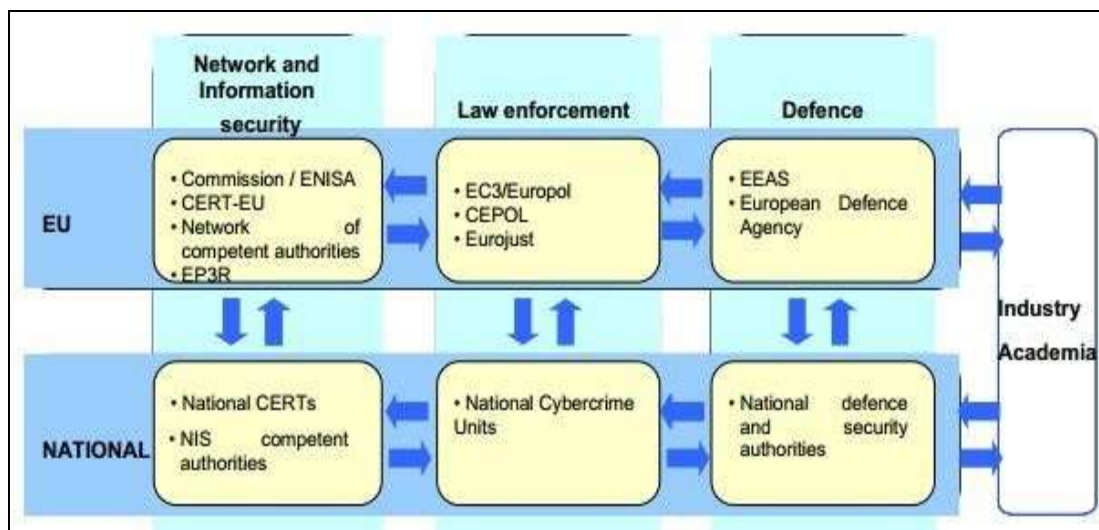 Network and
Information
security
Law enforcement
Defence
EU
• Commission / ENISA
• CERT-EU
• Network of
competent authorities
• EP3R
• EC3/Europol
• CEPOL
• Eurojust
• EEAS
• European Defence
Agency
Industry
Academia
NATIONAL
• National CERTs
• NIS competent
authorities
• National Cybercrime
Units
• National defence
and security
authorities